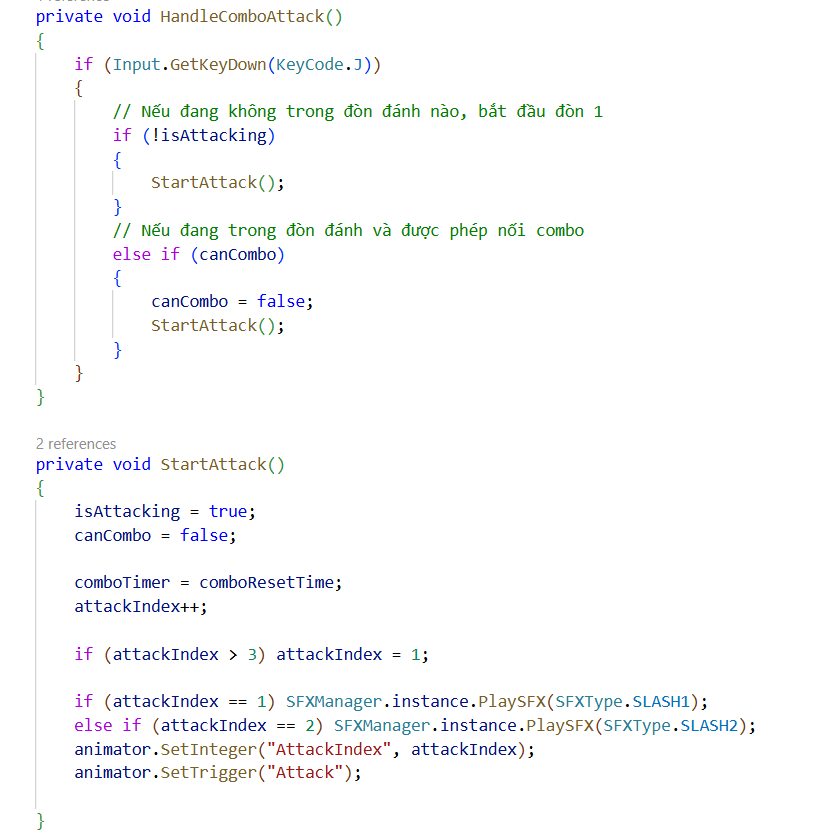 private void HandleComboAttack()
{
    if (Input.GetKeyDown(KeyCode.J))
    {
        // Nếu đang không trong đòn đánh nào, bắt đầu đòn 1
        if (!isAttacking)
        {
            StartAttack();
        }
        // Nếu đang trong đòn đánh và được phép nối combo
        else if (canCombo)
        {
            canCombo = false;
            StartAttack();
        }
    }
}
2 references
private void StartAttack()
{
    isAttacking = true;
    canCombo = false;
    comboTimer = comboResetTime;
    attackIndex++;
    if (attackIndex > 3) attackIndex = 1;
    if (attackIndex == 1) SFXManager.instance.PlaySFX(SFXType.SLASH1);
    else if (attackIndex == 2) SFXManager.instance.PlaySFX(SFXType.SLASH2);
    animator.SetInteger("AttackIndex", attackIndex);
    animator.SetTrigger("Attack");
}